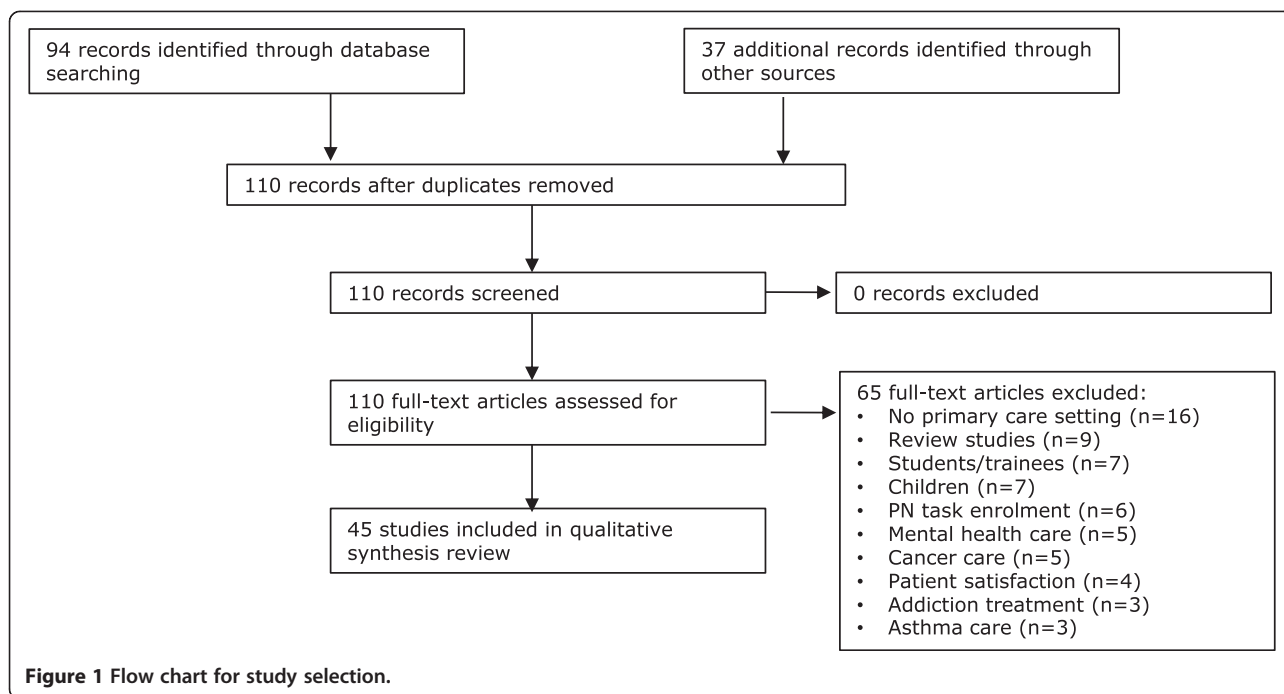 94 records identified through database
searching
37 additional records identified through
other sources
110 records after duplicates removed
110 records screened
0 records excluded
110 full-text articles assessed for
eligibility
65 full-text articles excluded:
• No primary care setting (n=16)
• Review studies (n=9)
• Students/trainees (n=7)
• Children (n=7)
• PN task enrolment (n=6)
• Mental health care (n=5)
• Cancer care (n=5)
• Patient satisfaction (n=4)
• Addiction treatment (n=3)
• Asthma care (n=3)
45 studies included in qualitative
synthesis review
Figure 1 Flow chart for study selection.